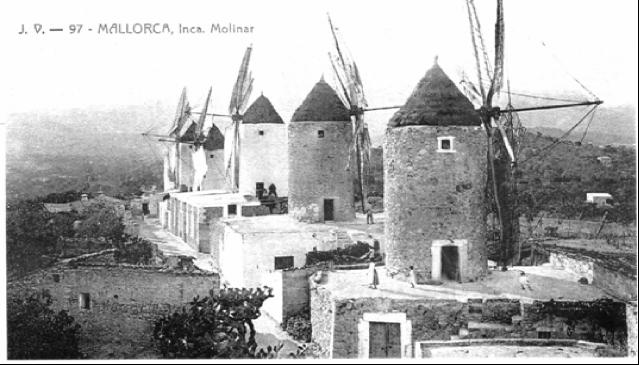 J. V. — 97 - MALLORCA, Inca. Molinar